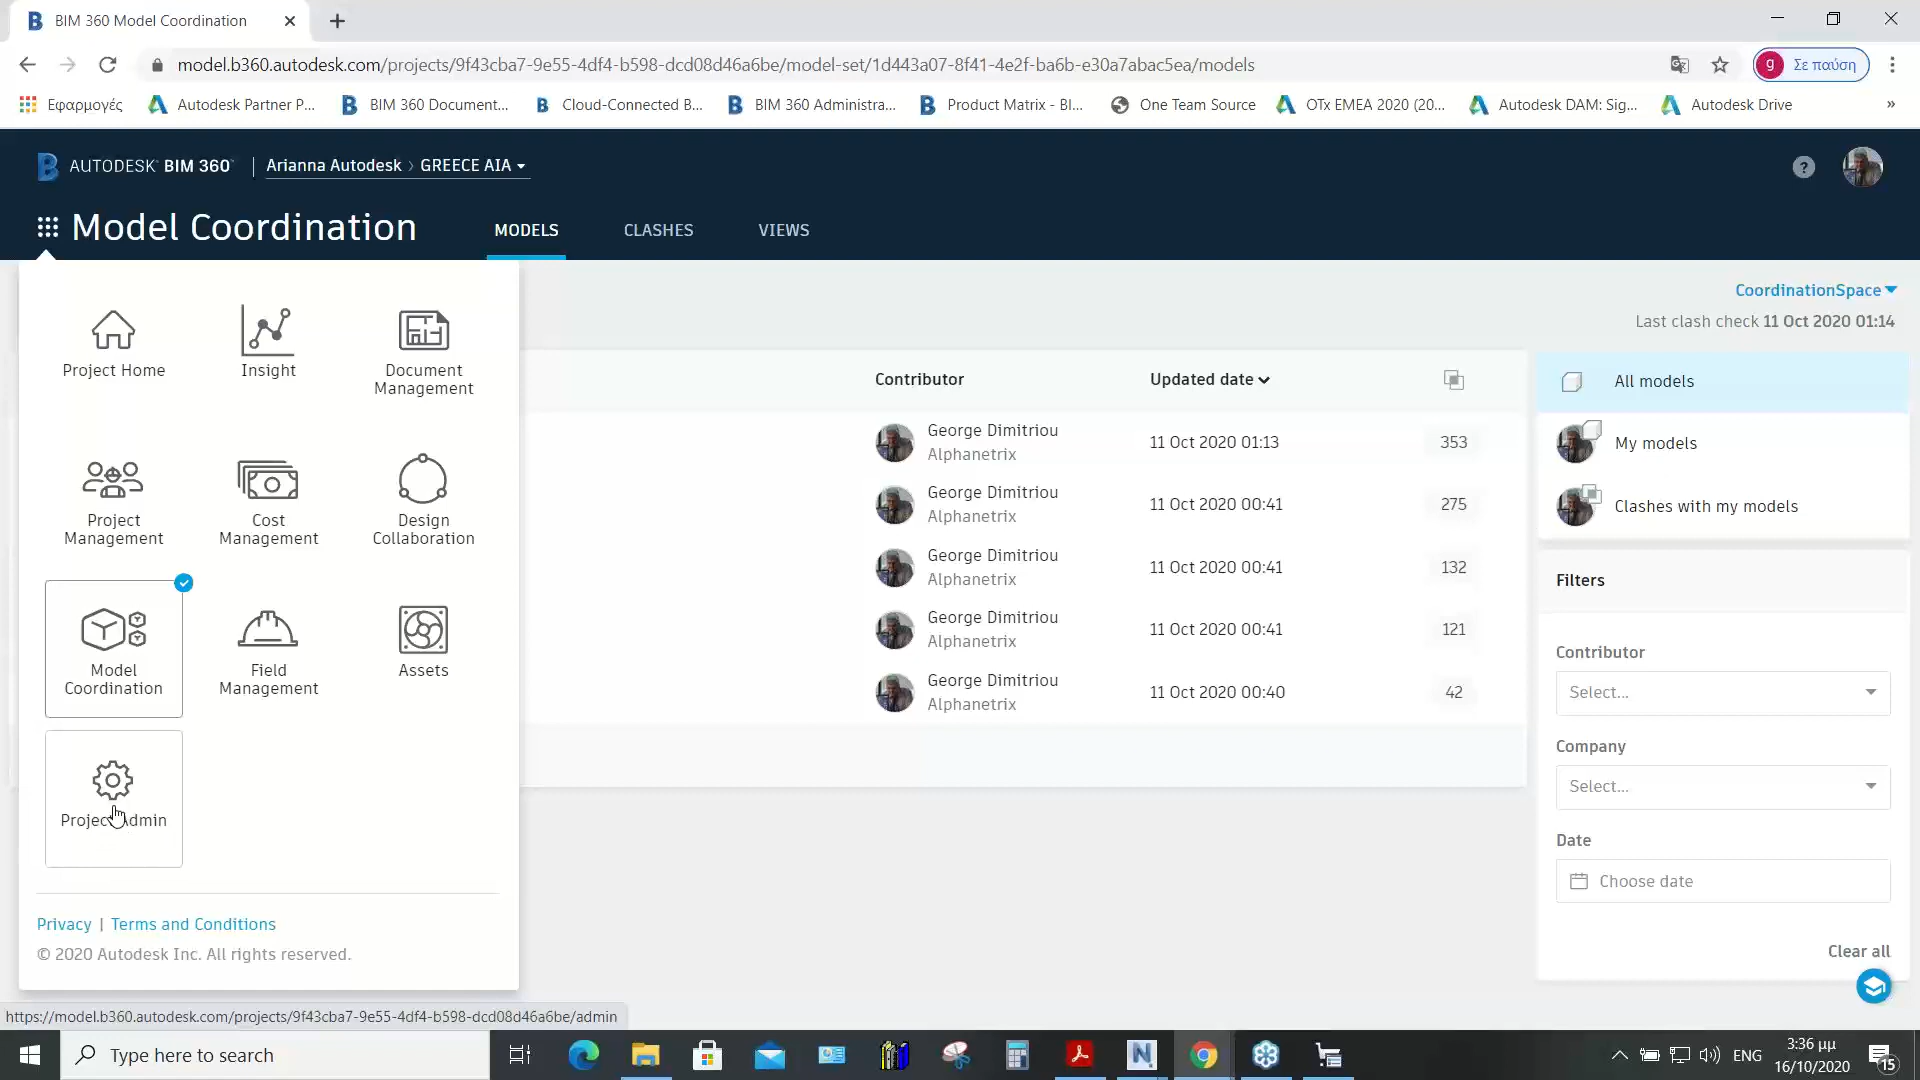 BIM 360 Model Coordination
model.b360.autodesk.com/projects/9f43cba7-9e55-4df4-b598-dcd08d46a6be/model-set/1d443a07-8f41-4e2f-ba6b-e30a7abac5ea/models
g Σε παύση
Εφαρμογές
Autodesk Partner P...
BIM 360 Document...
Cloud-Connected B...
BIM 360 Administra...
Product Matrix - BI...
One Team Source
OTx EMEA 2020 (20...
Autodesk DAM: Sig...
Autodesk Drive
»
AUTODESK® BIM 360™
Arianna Autodesk › GREECE AIA
?
Model Coordination
MODELS
CLASHES
VIEWS
Project Home
Insight
Document
Management
Project
Management
Cost
Management
Design
Collaboration
Model
Coordination
Field
Management
Assets
Project Admin
Privacy | Terms and Conditions
© 2020 Autodesk Inc. All rights reserved.
CoordinationSpace
Last clash check 11 Oct 2020 01:14
Contributor
Updated date
George Dimitriou
Alphanetrix
11 Oct 2020 01:13
353
George Dimitriou
Alphanetrix
11 Oct 2020 00:41
275
George Dimitriou
Alphanetrix
11 Oct 2020 00:41
132
George Dimitriou
Alphanetrix
11 Oct 2020 00:41
121
George Dimitriou
Alphanetrix
11 Oct 2020 00:40
42
All models
My models
Clashes with my models
Filters
Contributor
Select...
Company
Select...
Date
Choose date
Clear all
https://model.b360.autodesk.com/projects/9f43cba7-9e55-4df4-b598-dcd08d46a6be/admin
Type here to search
ENG
3:36 μμ
16/10/2020
15